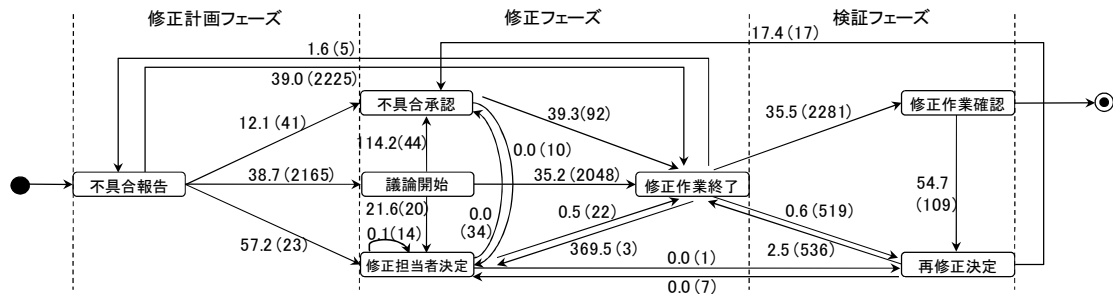 修正計画フェーズ
修正フェーズ
検証フェーズ
1.6(5)
17.4(17)
39.0(2225)
不具合承認
修正作業確認
12.1(41)
39.3(92)
35.5(2281)
114.2(44)
0.0(10)
不具合報告
38.7(2165)
議論開始
35.2(2048)
修正作業終了
21.6(20)
0.0
(34)
0.5(22)
0.6(519)
54.7
(109)
0.1(14)
57.2(23)
369.5(3)
2.5(536)
修正担当者決定
0.0(1)
再修正決定
0.0(7)